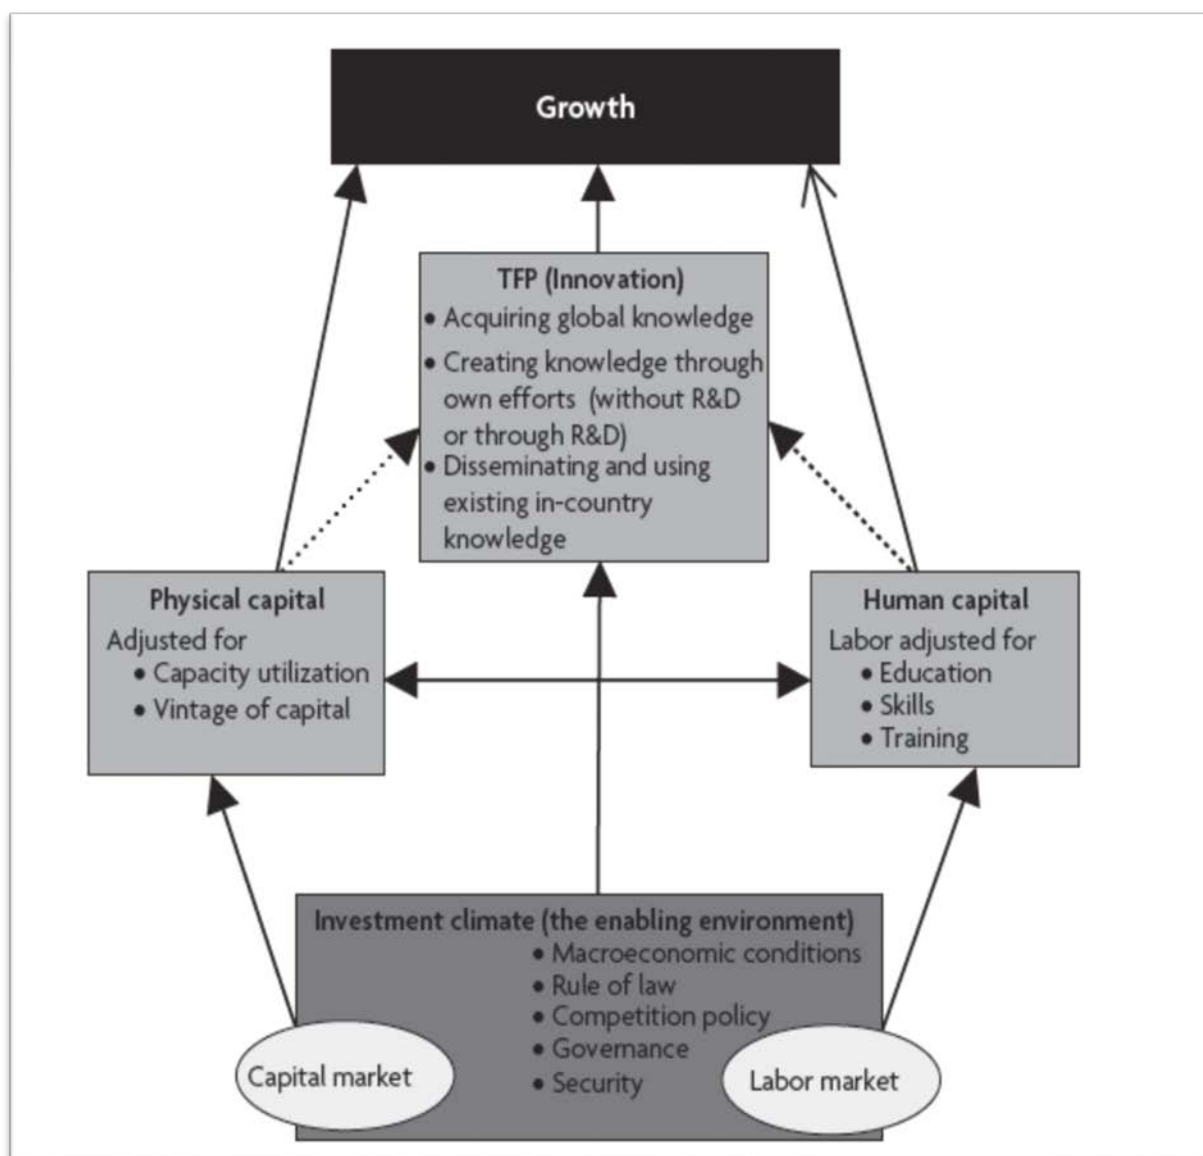 Growth
TFP (Innovation)
• Acquiring global knowledge
• Creating knowledge through
own efforts (without R&D
or through R&D)
• Disseminating and using
existing in-country
knowledge
Physical capital
Adjusted for
• Capacity utilization
• Vintage of capital
Human capital
Labor adjusted for
• Education
• Skills
• Training
Investment climate (the enabling environment)
• Macroeconomic conditions
• Rule of law
• Competition policy
• Governance
• Security
Capital market
Labor market